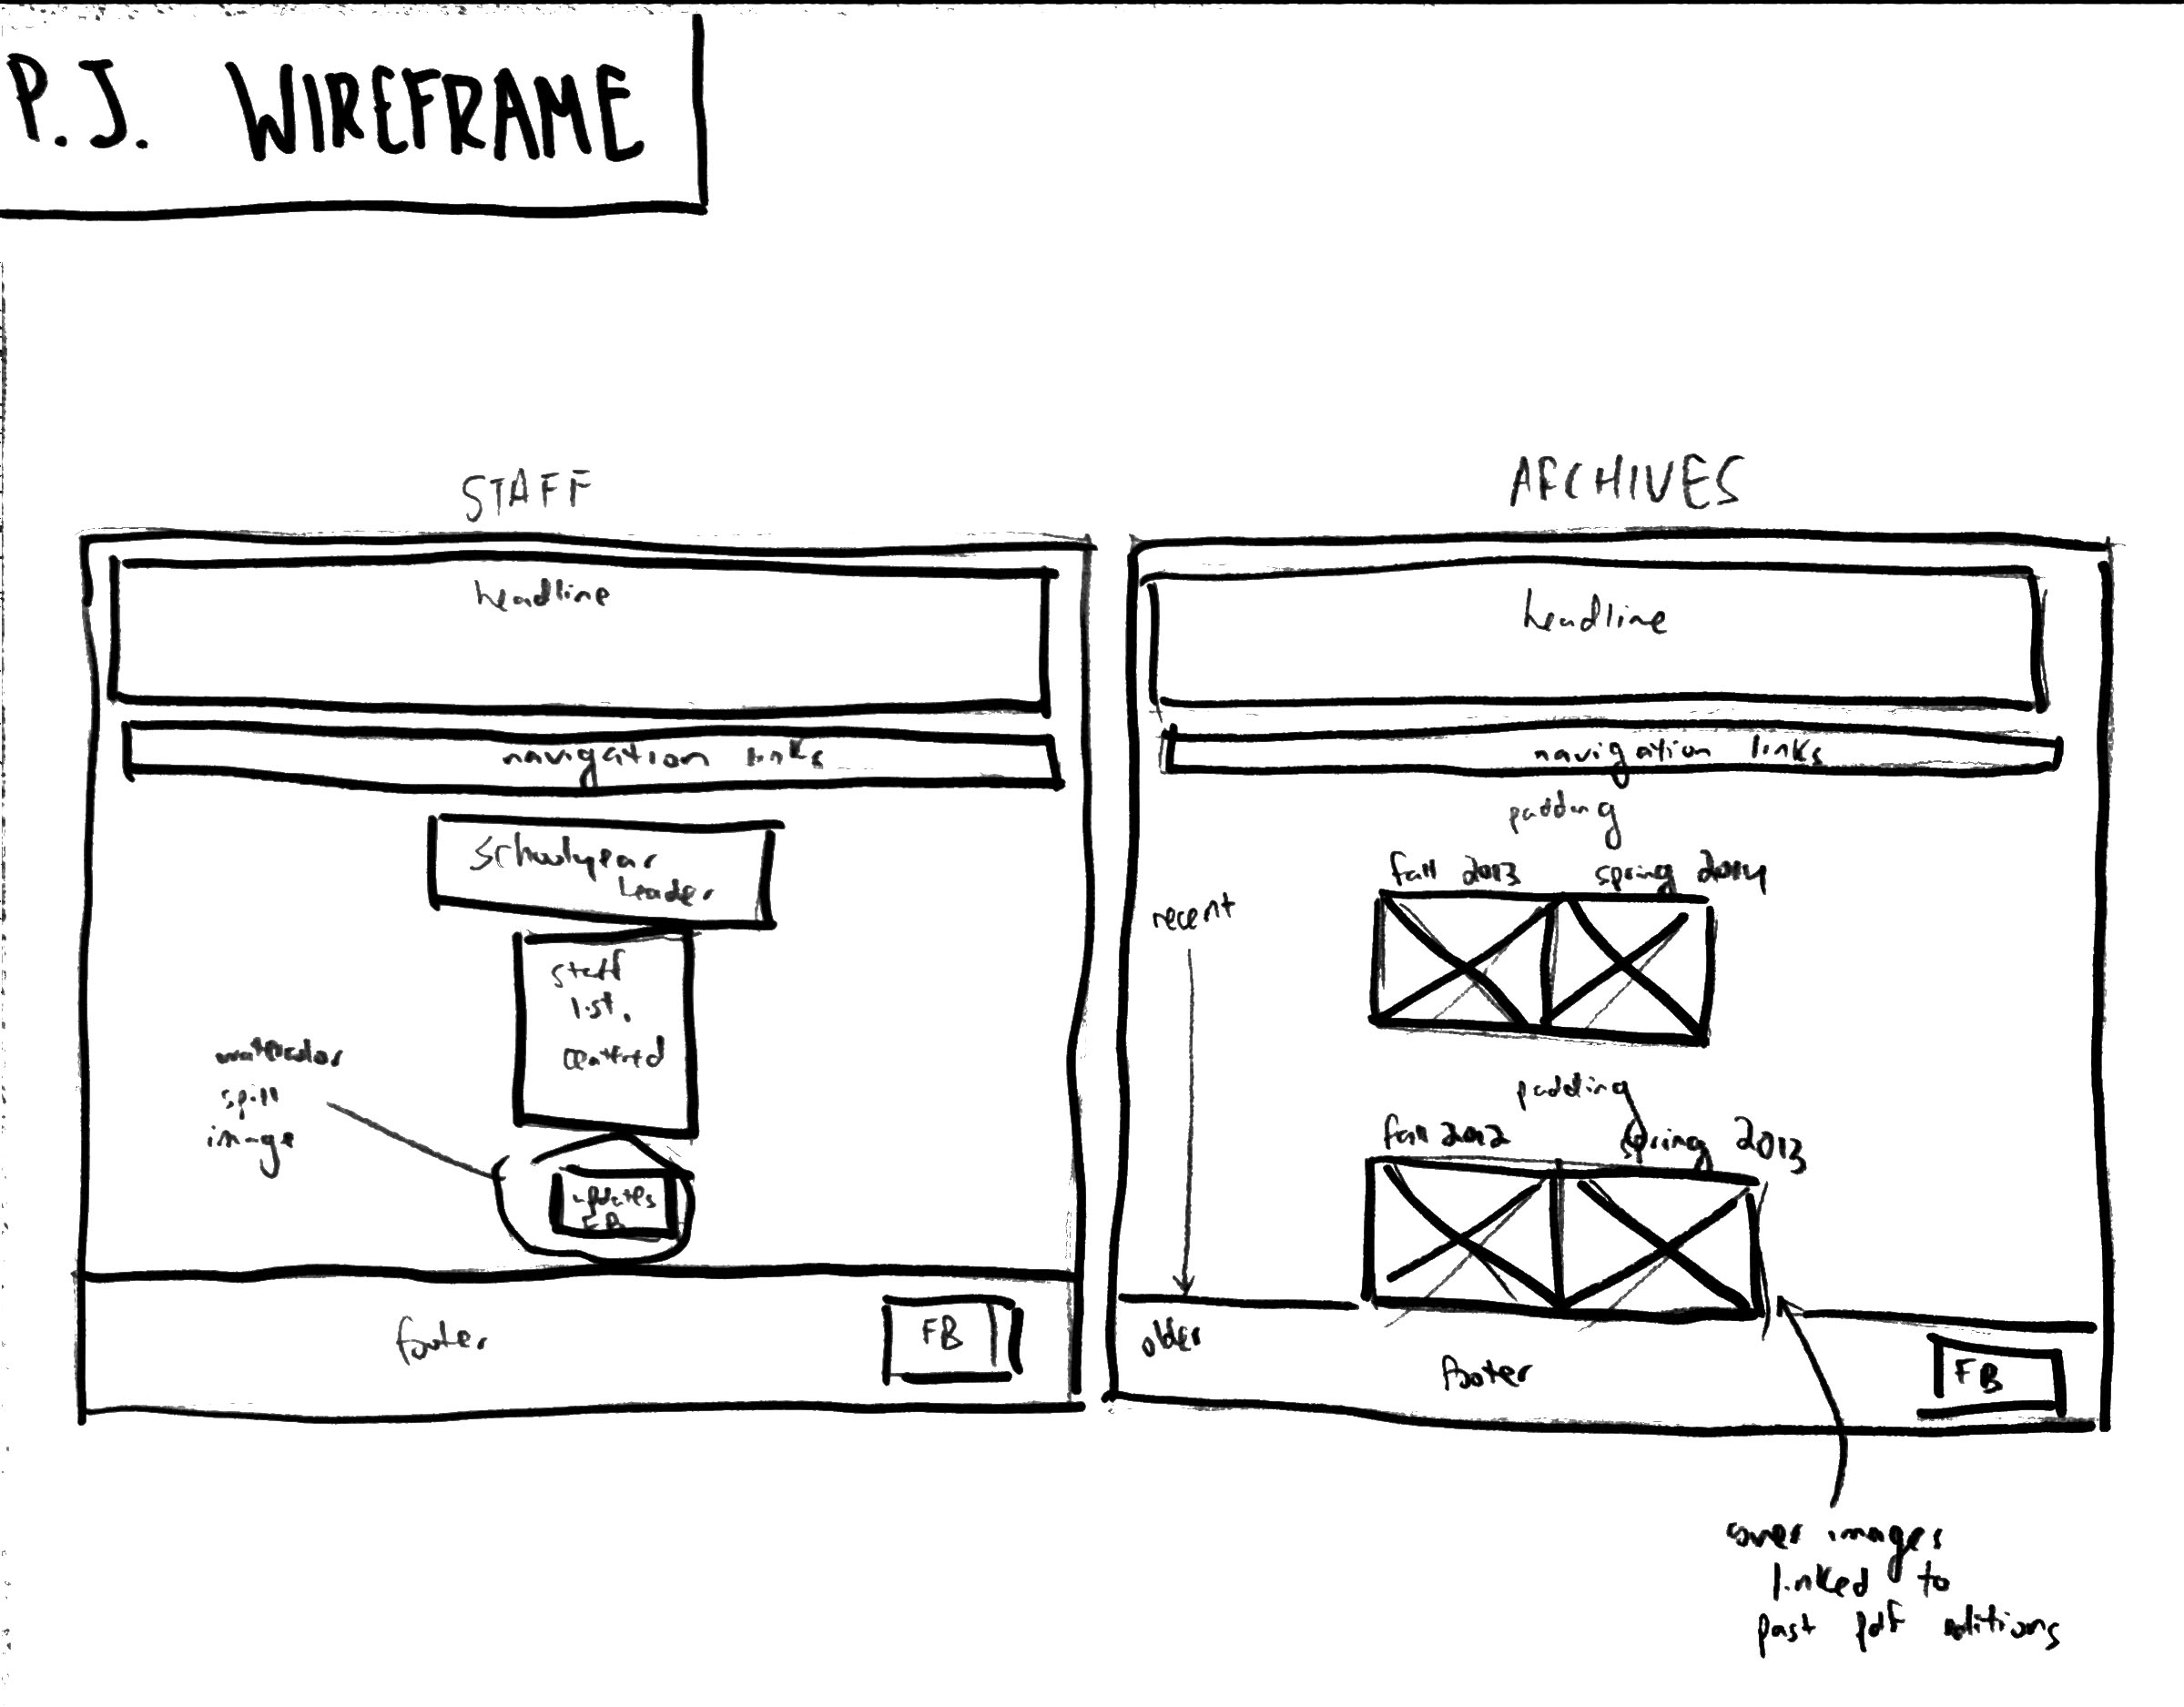 P.J. WIREFRAME
STAFF
headline
navigation links
schoolyear
header
staff
list.
centered
watercolor
spill
image
updates
FB
footer
FB
ARCHIVES
headline
navigation links
padding
fall 2013 spring 2014
recent
padding
fall 2012 spring 2013
older
footer
FB
cover images
linked to
past pdf editions